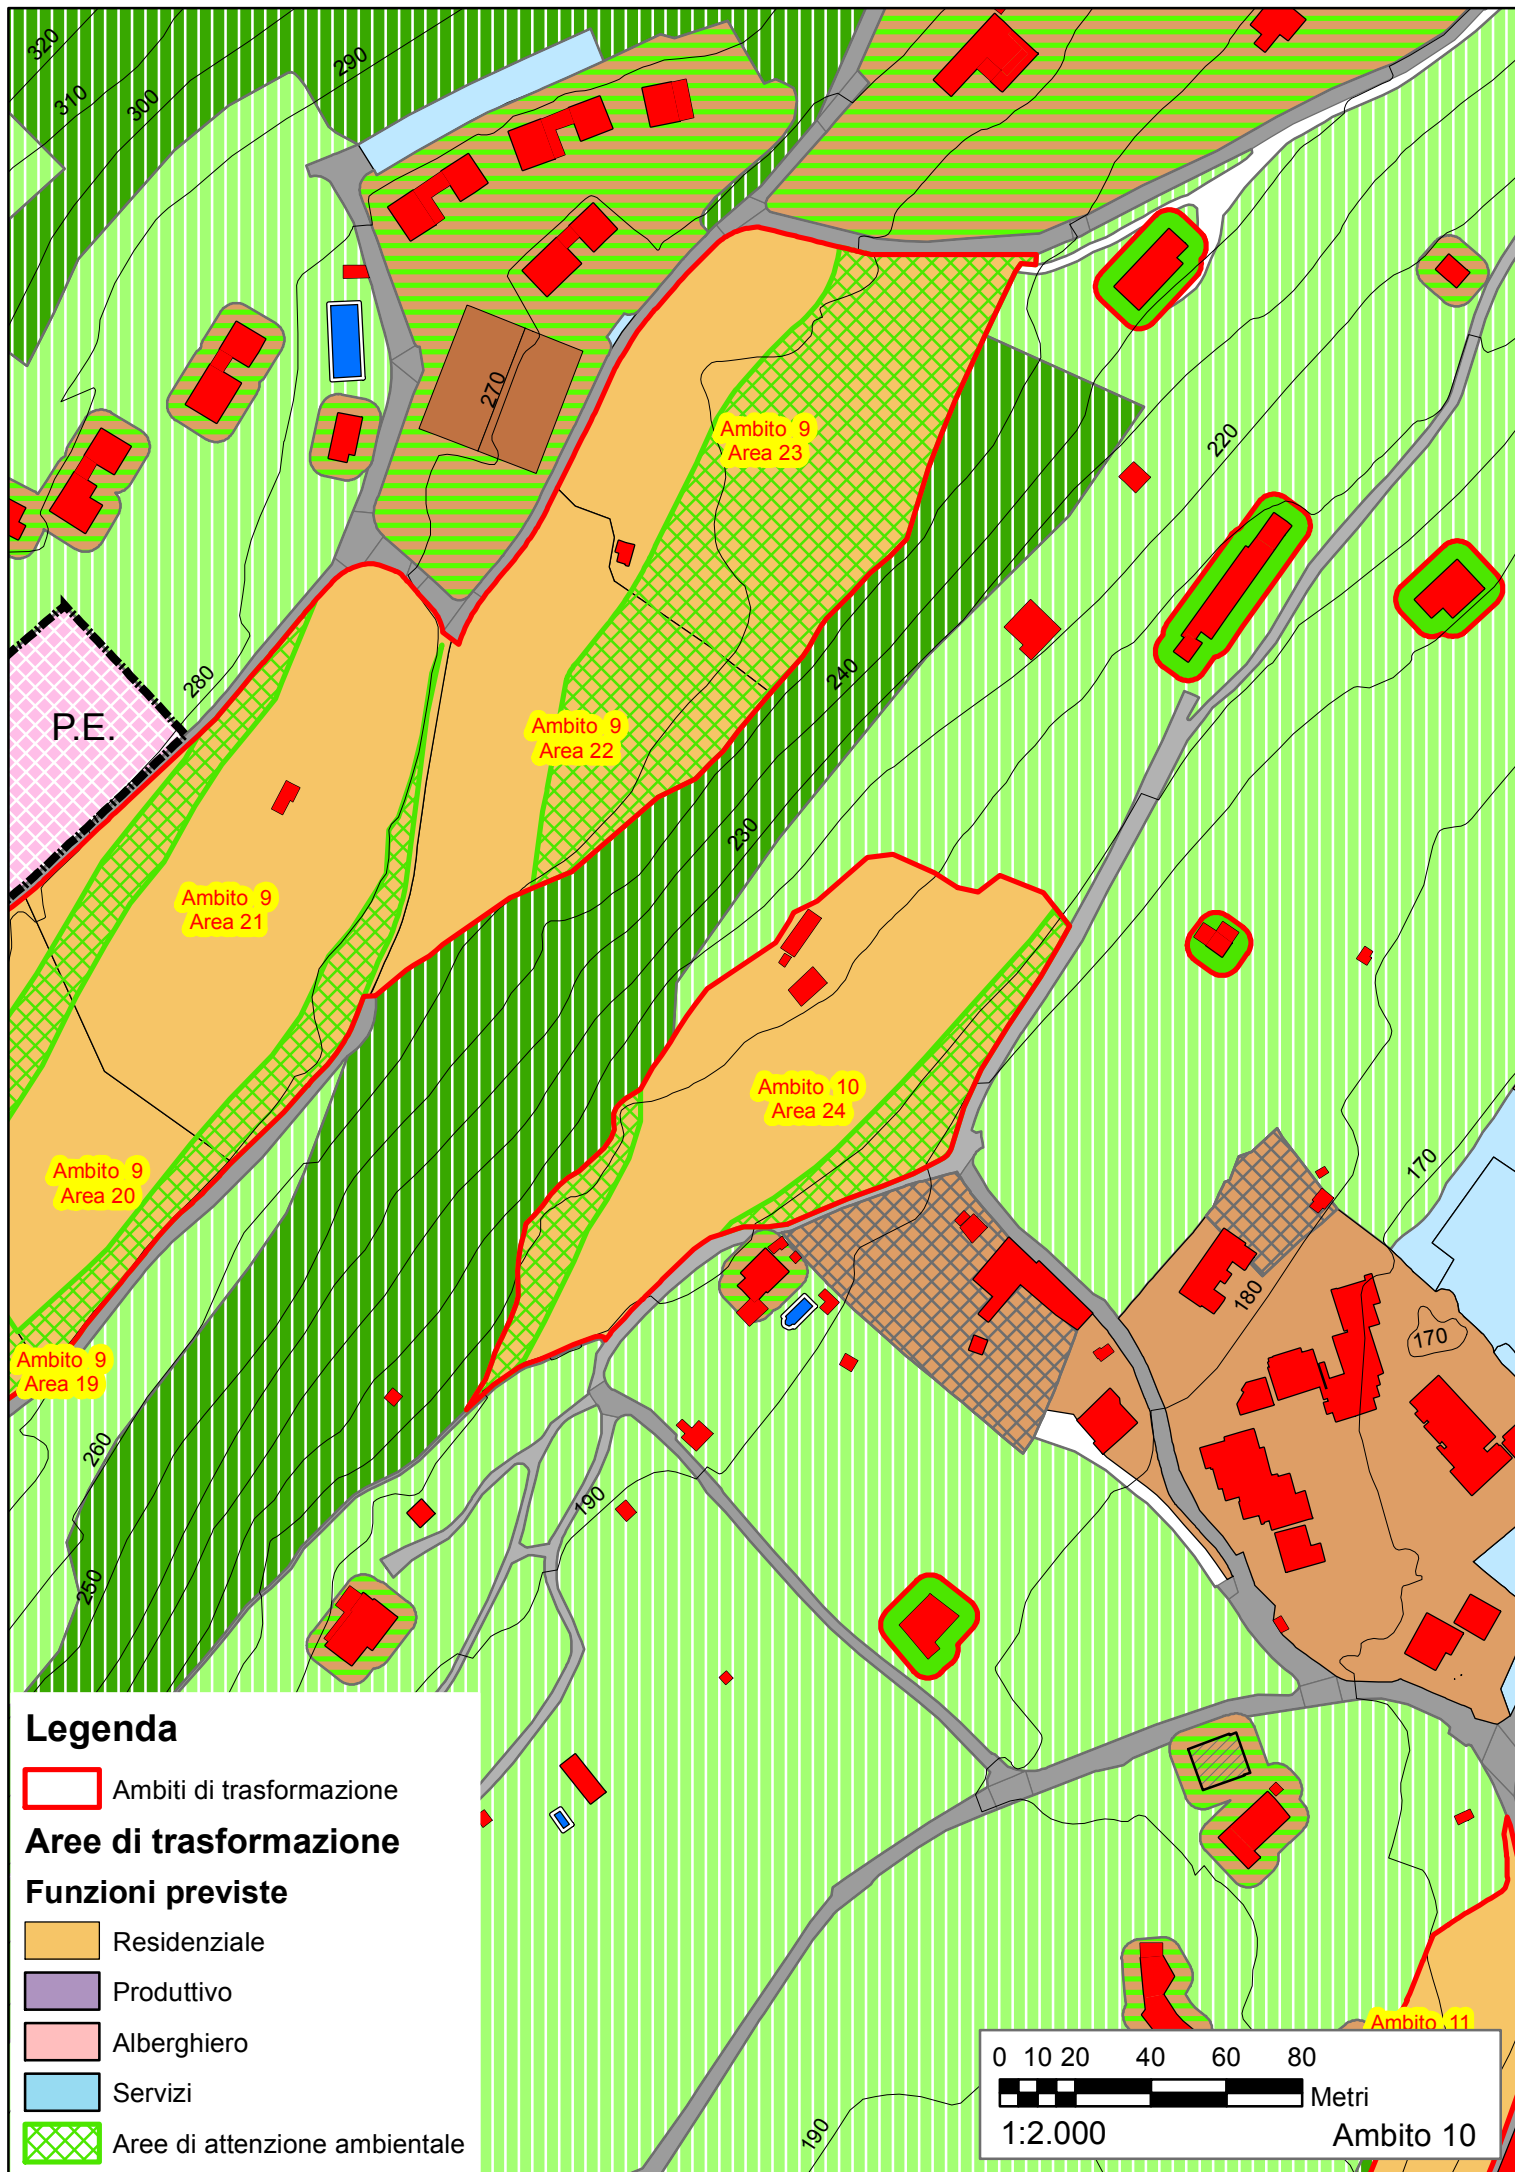 320
310
300
290
270
Ambito 9
Area 23
220
280
P.E.
240
Ambito 9
Area 22
230
Ambito 9
Area 21
Ambito 10
Area 24
Ambito 9
Area 20
170
180
170
Ambito 9
Area 19
260
250
190
Legenda
Ambiti di trasformazione
Aree di trasformazione
Funzioni previste
Residenziale
Produttivo
Alberghiero
Servizi
Aree di attenzione ambientale
190
Ambito 11
0 10 20 40 60 80
Metri
1:2.000
Ambito 10